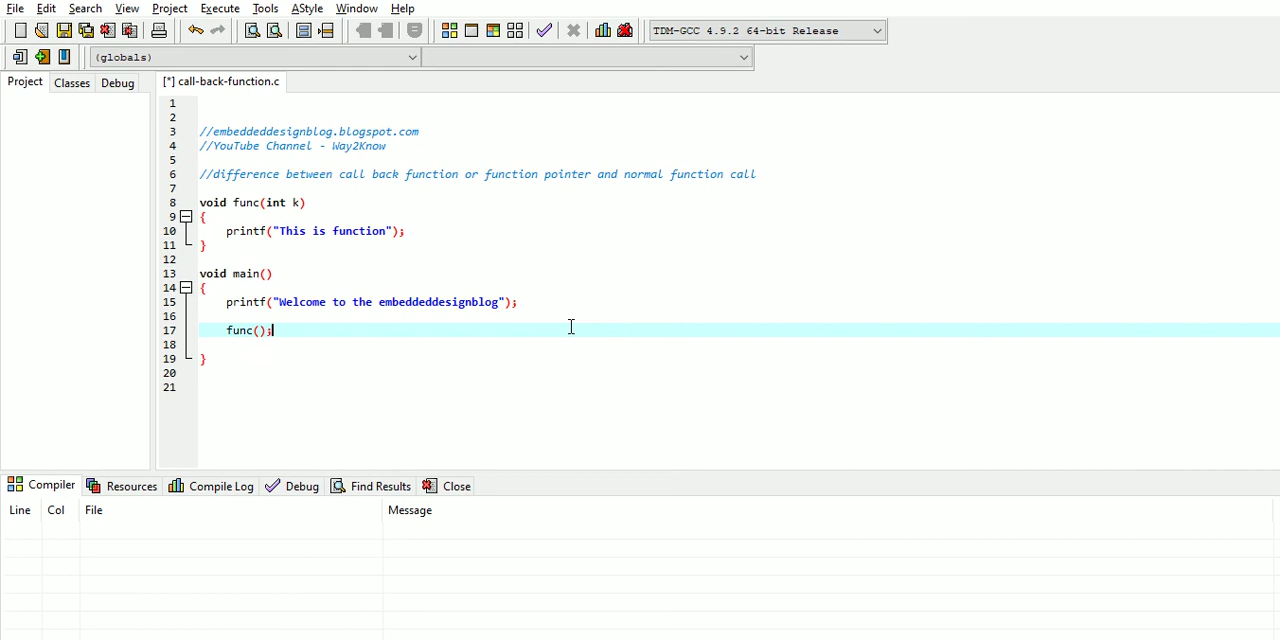 File Edit Search View Project Execute Tools AStyle Window Help
TDM-GCC 4.9.2 64-bit Release
(globals)
Project Classes Debug [*] call-back-function.c
1
2
3 //embeddeddesignblog.blogspot.com
4 //YouTube Channel - Way2Know
5
6 //difference between call back function or function pointer and normal function call
7
8 void func(int k)
9 {
10 printf("This is function");
11 }
12
13 void main()
14 {
15 printf("Welcome to the embeddeddesignblog");
16
17 func();
18
19 }
20
21
Compiler Resources Compile Log Debug Find Results Close
Line Col File Message